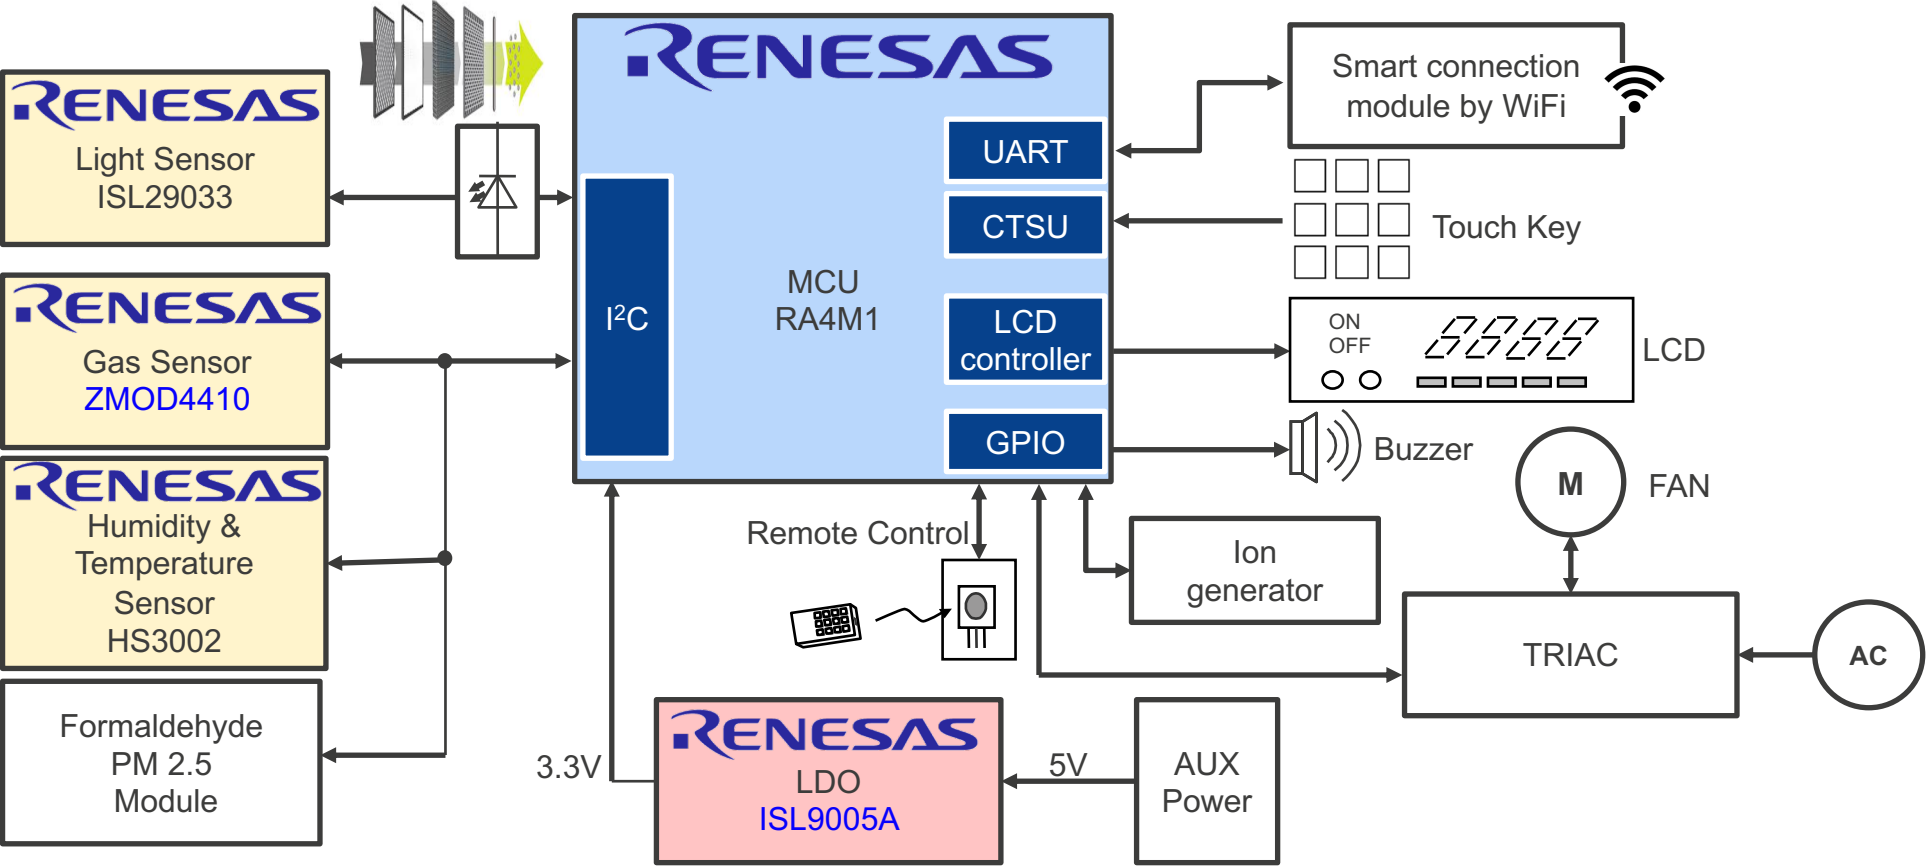 RENESAS
Light Sensor
ISL29033
RENESAS
Gas Sensor
ZMOD4410
RENESAS
Humidity &
Temperature
Sensor
HS3002
Formaldehyde
PM 2.5
Module
RENESAS
I²C
MCU
RA4M1
UART
CTSU
LCD
controller
GPIO
Smart connection
module by WiFi
Touch Key
ON
OFF
LCD
Buzzer
M
FAN
Remote Control
Ion
generator
TRIAC
AC
3.3V
RENESAS
LDO
ISL9005A
5V
AUX
Power